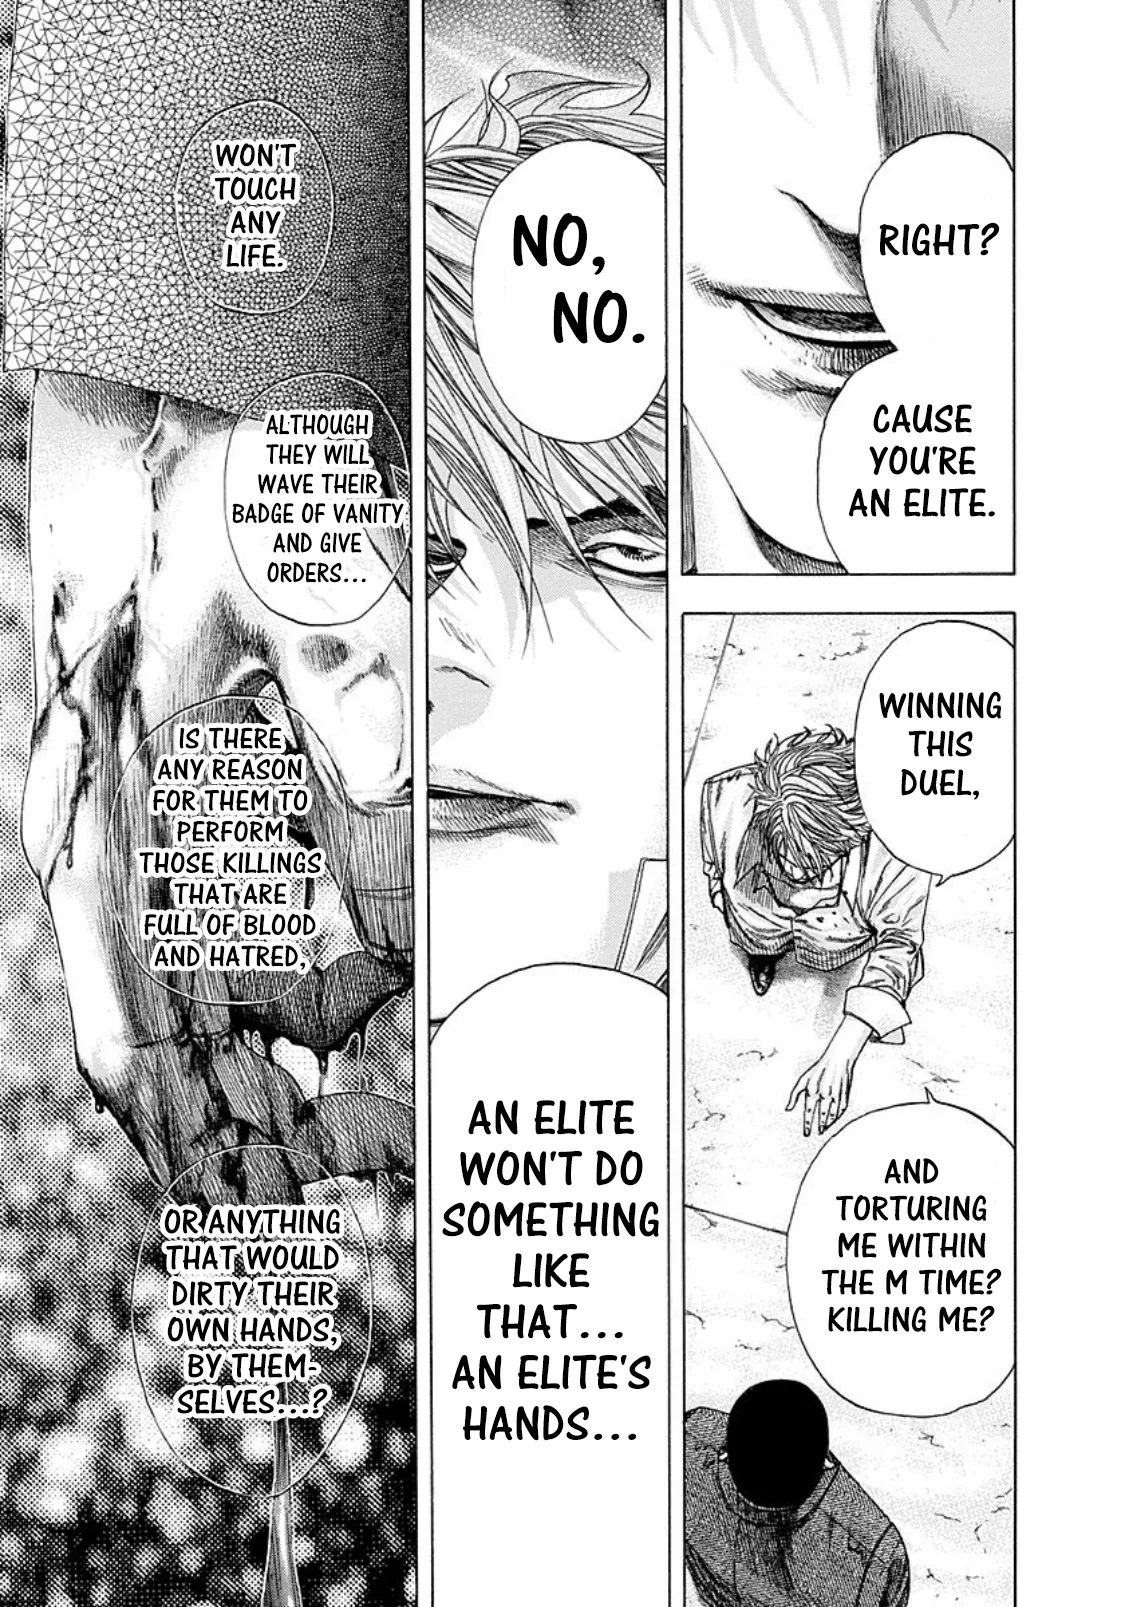 RIGHT?
CAUSE
YOU'RE
AN ELITE.
WINNING
THIS
DUEL,
AND
TORTURING
ME WITHIN
THE M TIME?
KILLING ME?
NO,
NO.
AN ELITE
WON'T DO
SOMETHING
LIKE
THAT...
AN ELITE'S
HANDS...
WON'T
TOUCH
ANY
LIFE.
ALTHOUGH
THEY WILL
WAVE THEIR
BADGE OF VANITY
AND GIVE
ORDERS...
IS THERE
ANY REASON
FOR THEM TO
PERFORM
THOSE KILLINGS
THAT ARE
FULL OF BLOOD
AND HATRED,
OR ANYTHING
THAT WOULD
DIRTY THEIR
OWN HANDS,
BY THEM-
SELVES...?